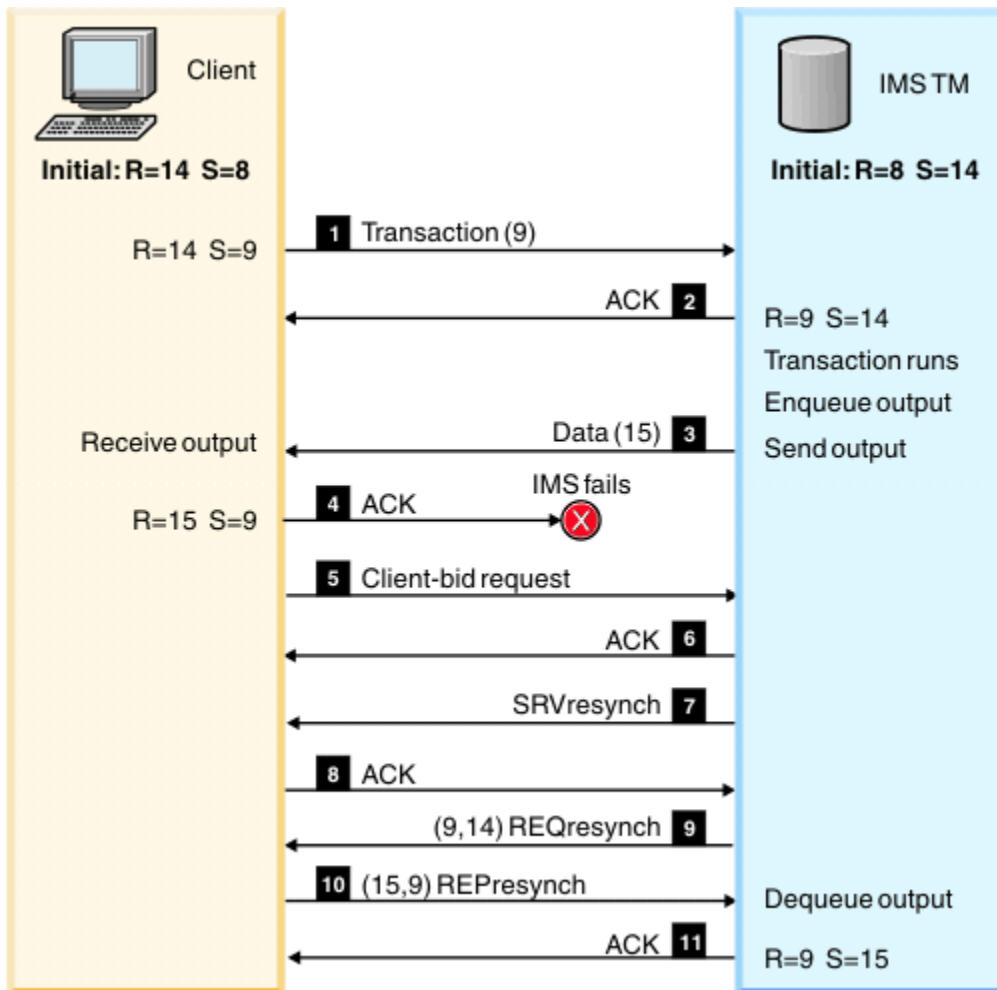 Client
IMS TM
Initial: R=14 S=8
Initial: R=8 S=14
1 Transaction (9)
R=14 S=9
ACK 2
R=9 S=14
Transaction runs
Enqueue output
Data (15) 3
Receive output
Send output
IMS fails
4 ACK
R=15 S=9
X
5 Client-bid request
ACK 6
SRVresynch 7
8 ACK
(9,14) REQresynch 9
10 (15,9) REPresynch
Dequeue output
ACK 11
R=9 S=15